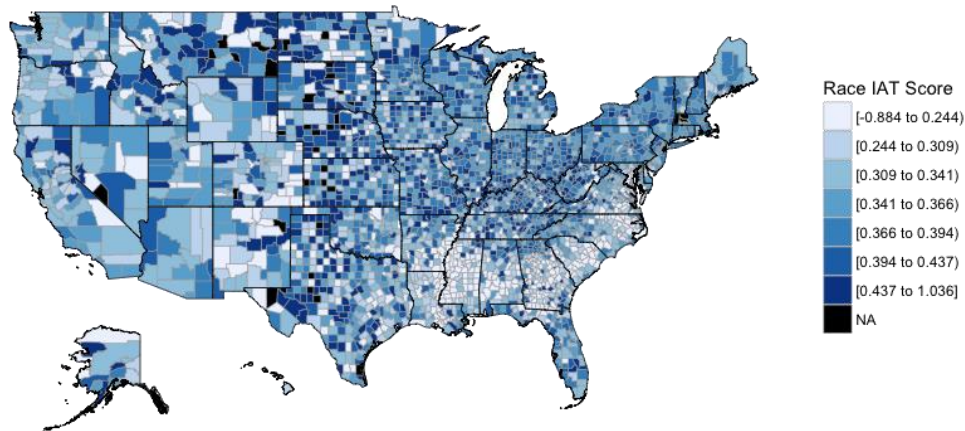 Race IAT Score
[-0.884 to 0.244)
[0.244 to 0.309)
[0.309 to 0.341)
[0.341 to 0.366)
[0.366 to 0.394)
[0.394 to 0.437)
[0.437 to 1.036]
NA